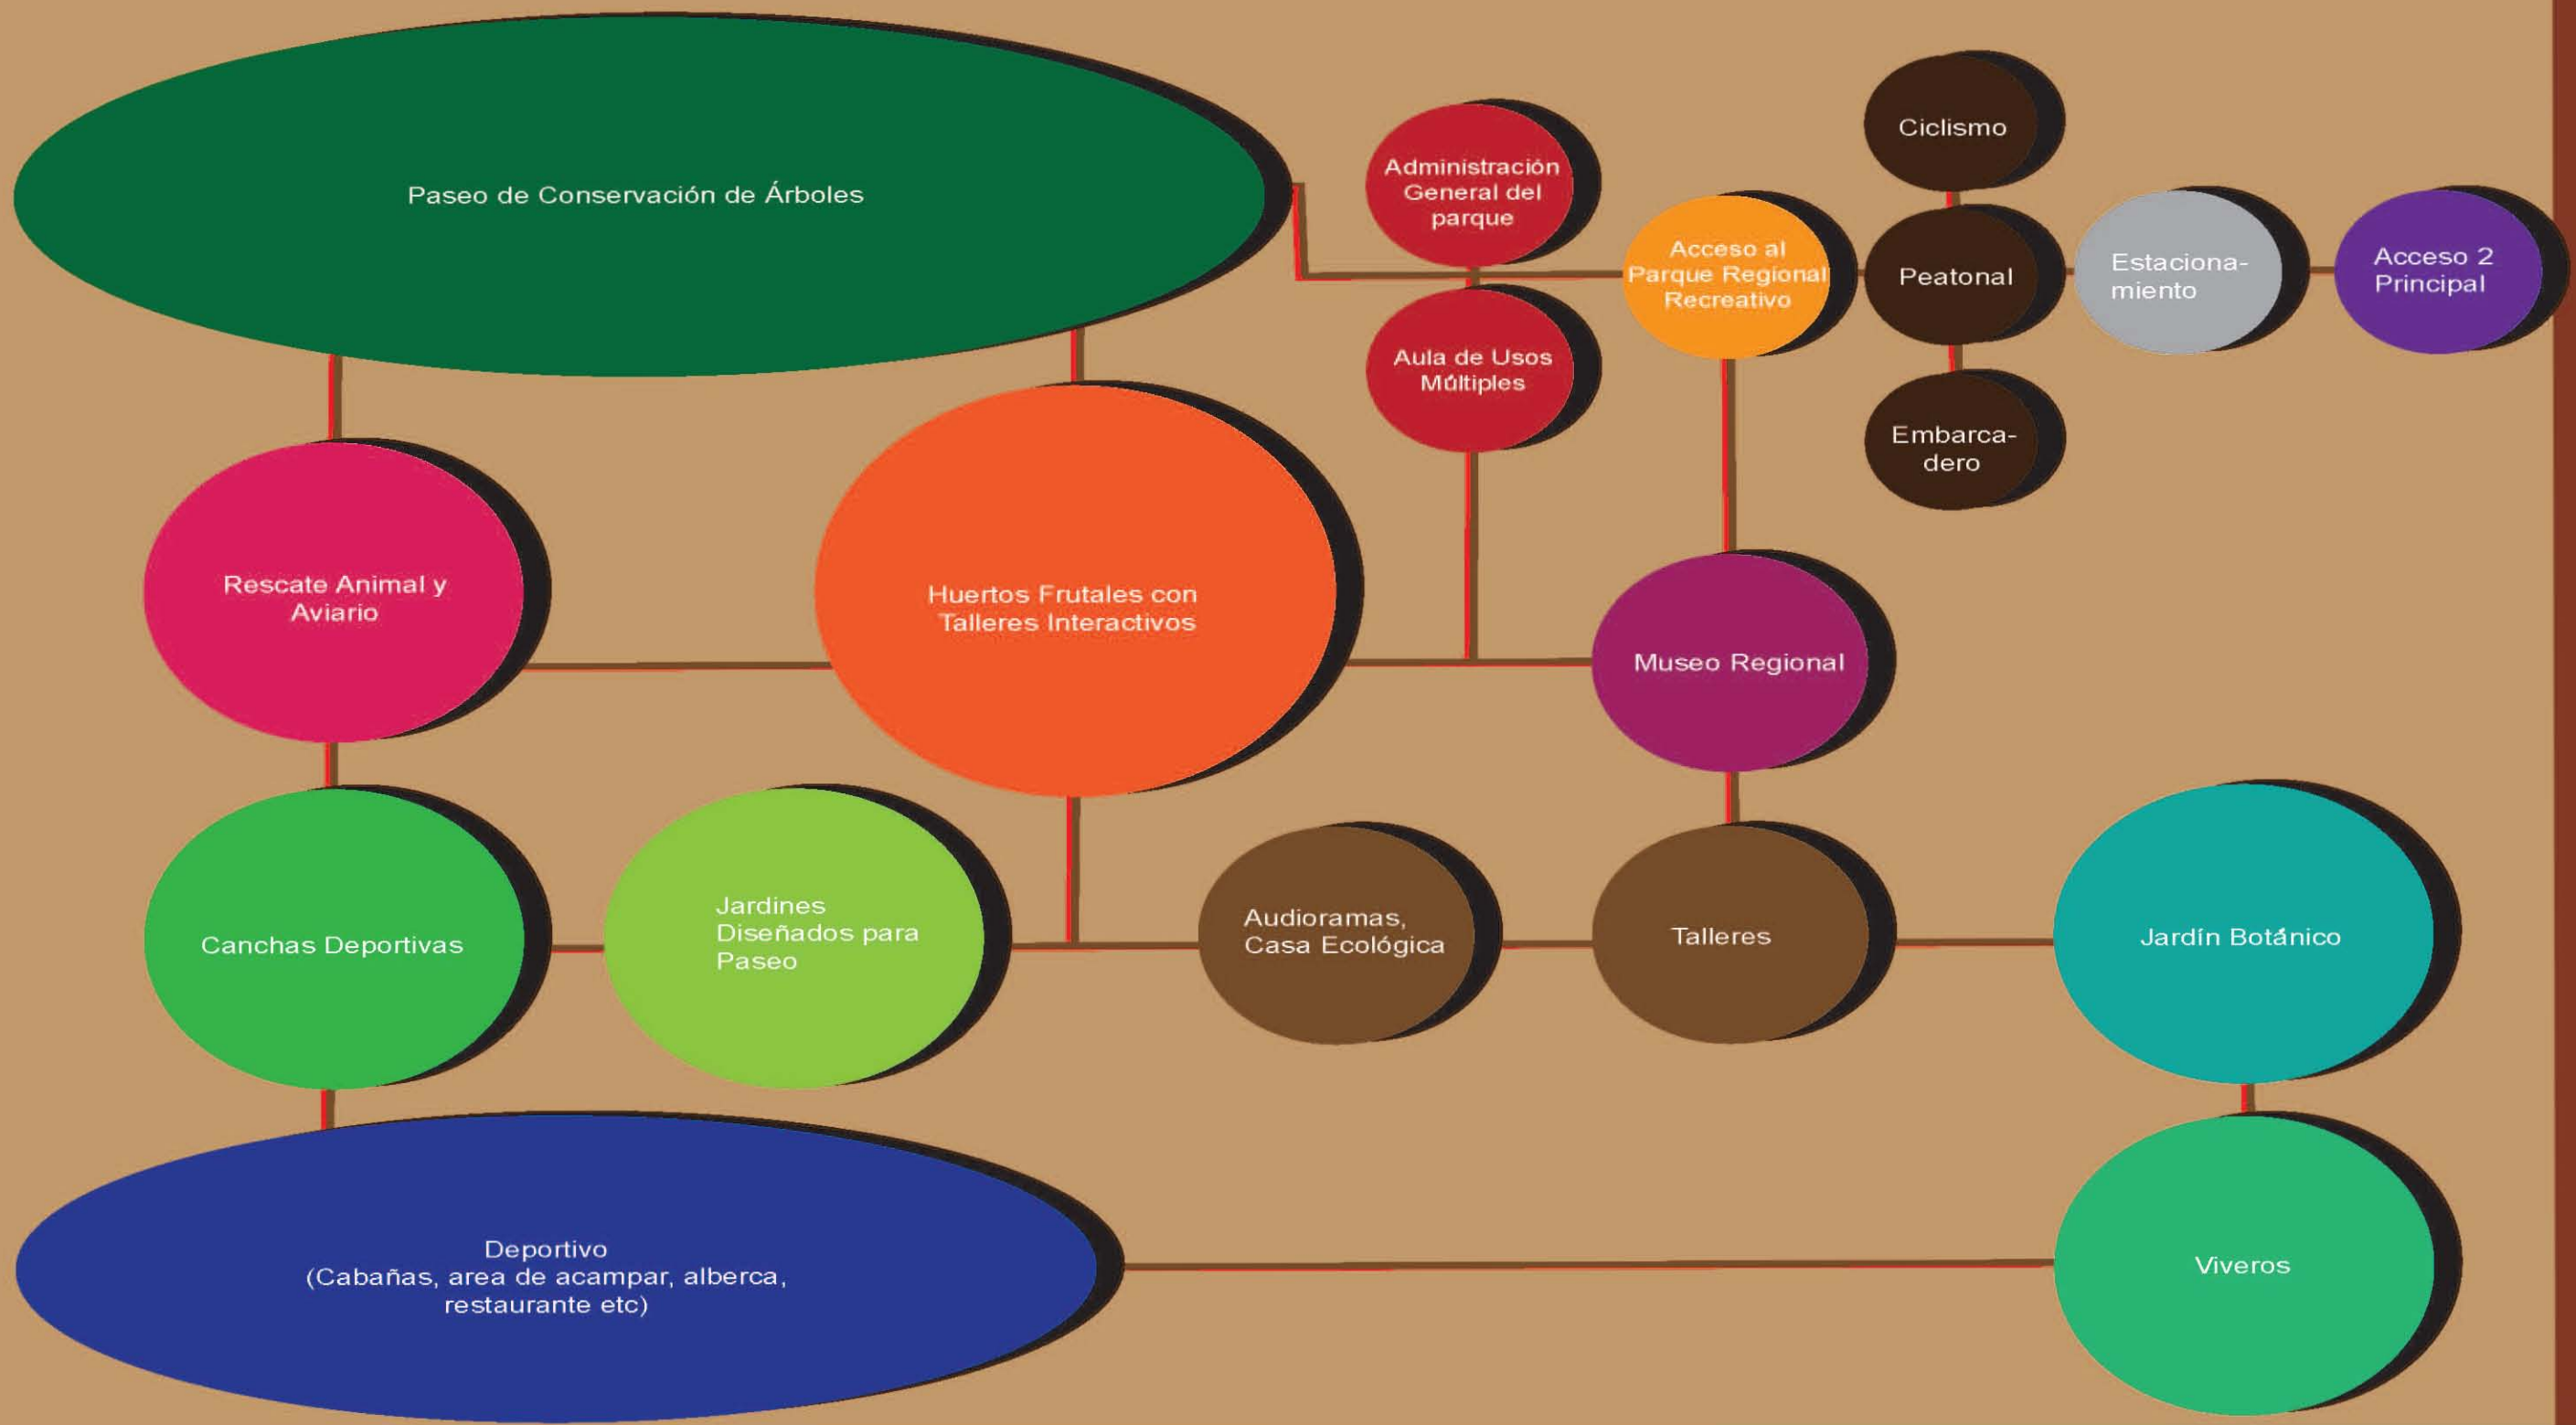 Paseo de Conservación de Árboles
Administración
General del
parque
Aula de Usos
Múltiples
Acceso al
Parque Regional
Recreativo
Ciclismo
Peatonal
Embarca-
dero
Estaciona-
miento
Acceso 2
Principal
Rescate Animal y
Aviario
Huertos Frutales con
Talleres Interactivos
Museo Regional
Canchas Deportivas
Jardines
Diseñados para
Paseo
Audioramas,
Casa Ecológica
Talleres
Jardín Botánico
Deportivo
(Cabañas, area de acampar, alberca,
restaurante etc)
Viveros